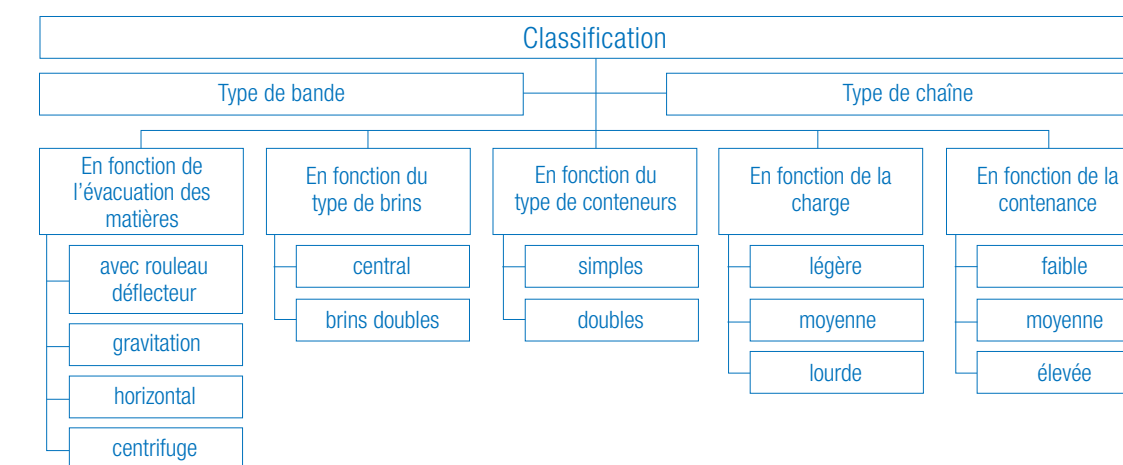 Classification
Type de bande
Type de chaîne
En fonction de
l'évacuation des
matières
avec rouleau
déflecteur
gravitation
horizontal
centrifuge
En fonction du
type de brins
central
brins doubles
En fonction du
type de conteneurs
simples
doubles
En fonction de la
charge
légère
moyenne
lourde
En fonction de la
contenance
faible
moyenne
élevée